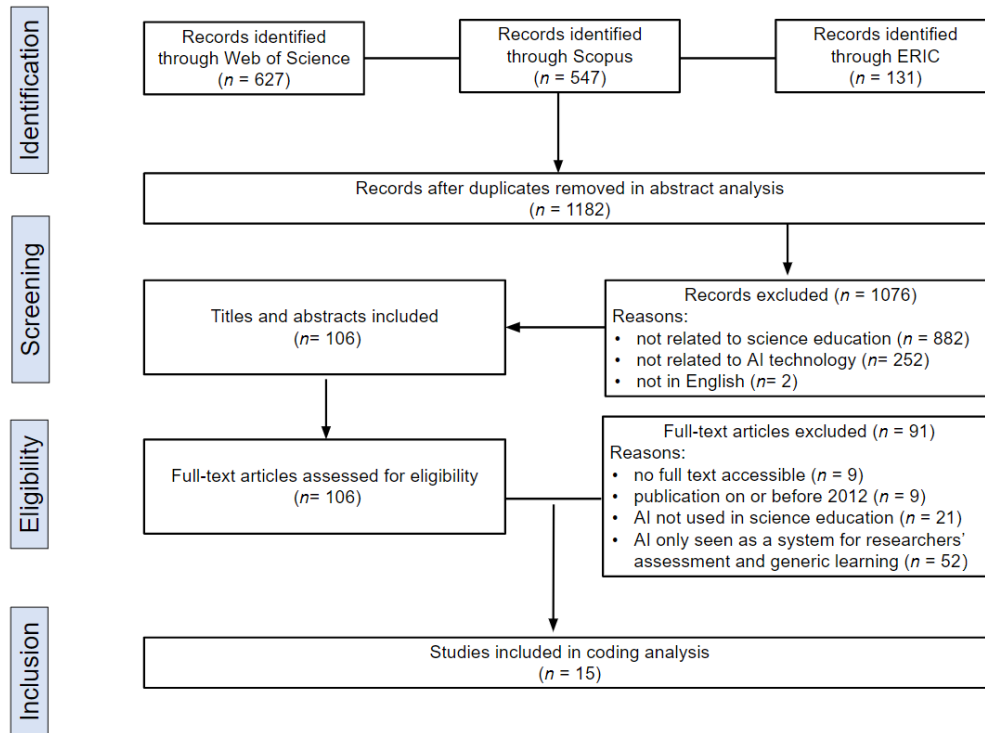 Identification
Records identified
through Web of Science
(n = 627)
Records identified
through Scopus
(n = 547)
Records identified
through ERIC
(n = 131)
Records after duplicates removed in abstract analysis
(n = 1182)
Screening
Titles and abstracts included
(n= 106)
Records excluded (n = 1076)
Reasons:
• not related to science education (n = 882)
• not related to AI technology (n= 252)
• not in English (n= 2)
Eligibility
Full-text articles assessed for eligibility
(n= 106)
Full-text articles excluded (n = 91)
Reasons:
• no full text accessible (n = 9)
• publication on or before 2012 (n = 9)
• AI not used in science education (n = 21)
• AI only seen as a system for researchers'
assessment and generic learning (n = 52)
Inclusion
Studies included in coding analysis
(n = 15)